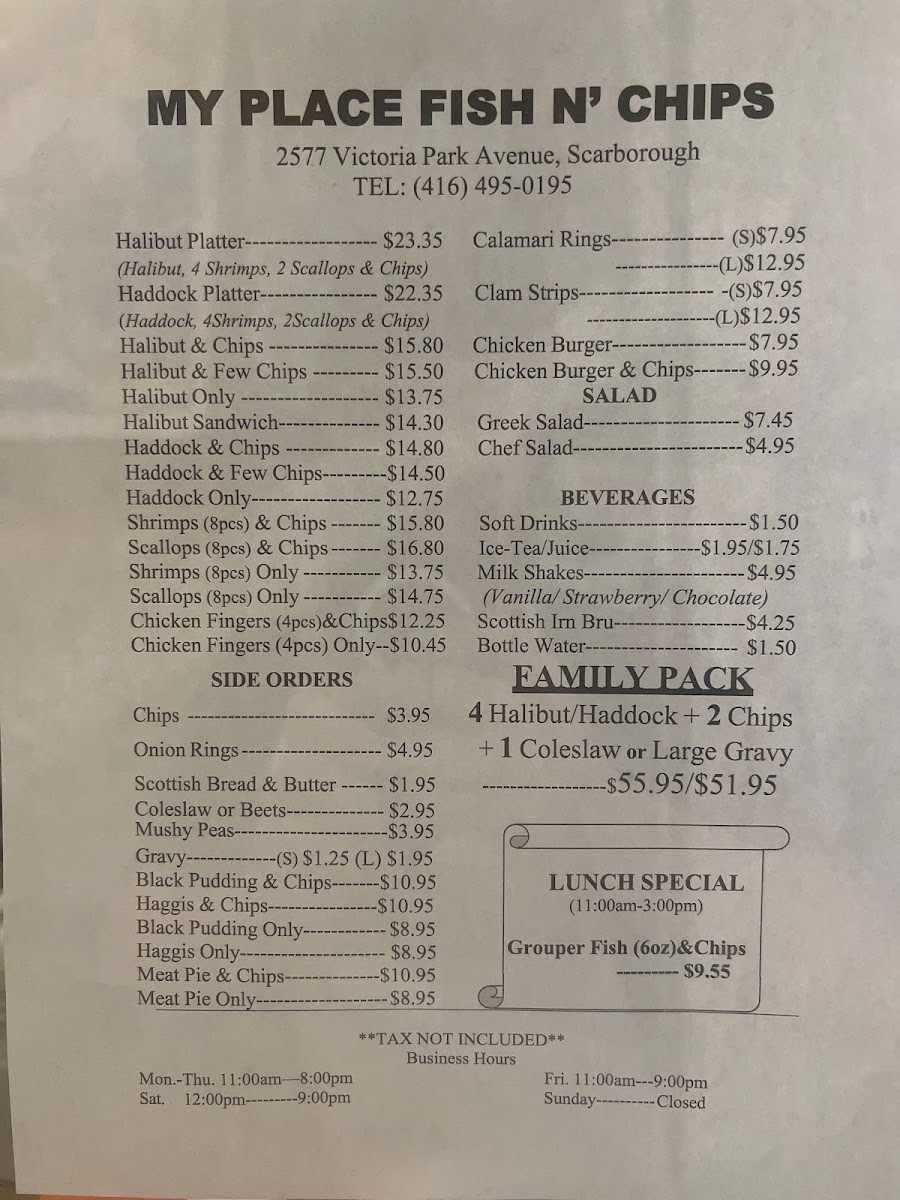 MY PLACE FISH N' CHIPS
2577 Victoria Park Avenue, Scarborough
TEL: (416) 495-0195
Halibut Platter------------------- $23.35
(Halibut, 4 Shrimps, 2 Scallops & Chips)
Haddock Platter----------------- $22.35
(Haddock, 4Shrimps, 2Scallops & Chips)
Halibut & Chips ---------------- $15.80
Halibut & Few Chips ---------- $15.50
Halibut Only -------------------- $13.75
Halibut Sandwich--------------- $14.30
Haddock & Chips -------------- $14.80
Haddock & Few Chips---------$14.50
Haddock Only------------------- $12.75
Shrimps (8pcs) & Chips ------- $15.80
Scallops (8pcs) & Chips------- $16.80
Shrimps (8pcs) Only ----------- $13.75
Scallops (8pcs) Only ----------- $14.75
Chicken Fingers (4pcs)&Chips$12.25
Chicken Fingers (4pcs) Only--$10.45
SIDE ORDERS
Chips --------------------------- $3.95
Onion Rings-------------------- $4.95
Scottish Bread & Butter ------ $1.95
Coleslaw or Beets-------------- $2.95
Mushy Peas----------------------$3.95
Gravy-------------(S) $1.25 (L) $1.95
Black Pudding & Chips-------$10.95
Haggis & Chips----------------$10.95
Black Pudding Only------------ $8.95
Haggis Only--------------------- $8.95
Meat Pie & Chips--------------$10.95
Meat Pie Only-------------------$8.95
Calamari Rings---------------- (S)$7.95
---------------(L)$12.95
Clam Strips------------------- -(S)$7.95
-------------------(L)$12.95
Chicken Burger-------------------$7.95
Chicken Burger & Chips-------$9.95
SALAD
Greek Salad----------------------- $7.45
Chef Salad-------------------------$4.95
BEVERAGES
Soft Drinks-------------------------$1.50
Ice-Tea/Juice----------------$1.95/$1.75
Milk Shakes-----------------------$4.95
(Vanilla/ Strawberry/ Chocolate)
Scottish Irn Bru-------------------$4.25
Bottle Water---------------------- $1.50
FAMILY PACK
4 Halibut/Haddock + 2 Chips
+ 1 Coleslaw or Large Gravy
-------------------$55.95/$51.95
LUNCH SPECIAL
(11:00am-3:00pm)
Grouper Fish (6oz)&Chips
--------- $9.55
**TAX NOT INCLUDED**
Business Hours
Mon.-Thu. 11:00am—8:00pm
Fri. 11:00am---9:00pm
Sat. 12:00pm---------9:00pm
Sunday----------Closed